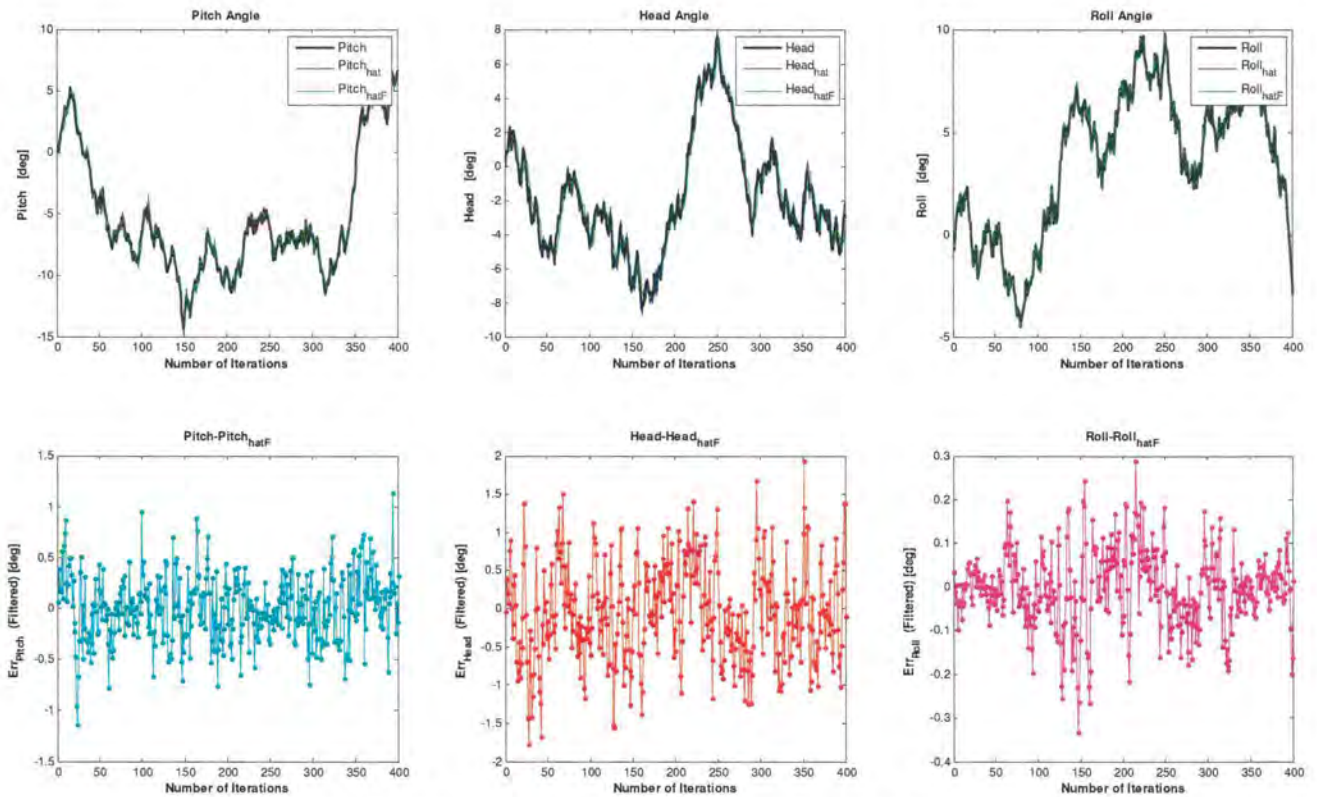 Pitch Angle
10
5
0
-5
-10
-15
Pitch [deg]
0 50 100 150 200 250 300 350 400
Number of Iterations
Pitch
Pitch_hat
Pitch_hatF
Head Angle
8
6
4
2
0
-2
-4
-6
-8
-10
Head [deg]
0 50 100 150 200 250 300 350 400
Number of Iterations
Head
Head_hat
Head_hatF
Roll Angle
10
5
0
-5
Roll [deg]
0 50 100 150 200 250 300 350 400
Number of Iterations
Roll
Roll_hat
Roll_hatF
Pitch-Pitch_hatF
1.5
1
0.5
0
-0.5
-1
-1.5
Err_Pitch (Filtered) [deg]
0 50 100 150 200 250 300 350 400
Number of Iterations
Head-Head_hatF
2
1.5
1
0.5
0
-0.5
-1
-1.5
-2
Err_Head (Filtered) [deg]
0 50 100 150 200 250 300 350 400
Number of Iterations
Roll-Roll_hatF
0.3
0.2
0.1
0
-0.1
-0.2
-0.3
-0.4
Err_Roll (Filtered) [deg]
0 50 100 150 200 250 300 350 400
Number of Iterations